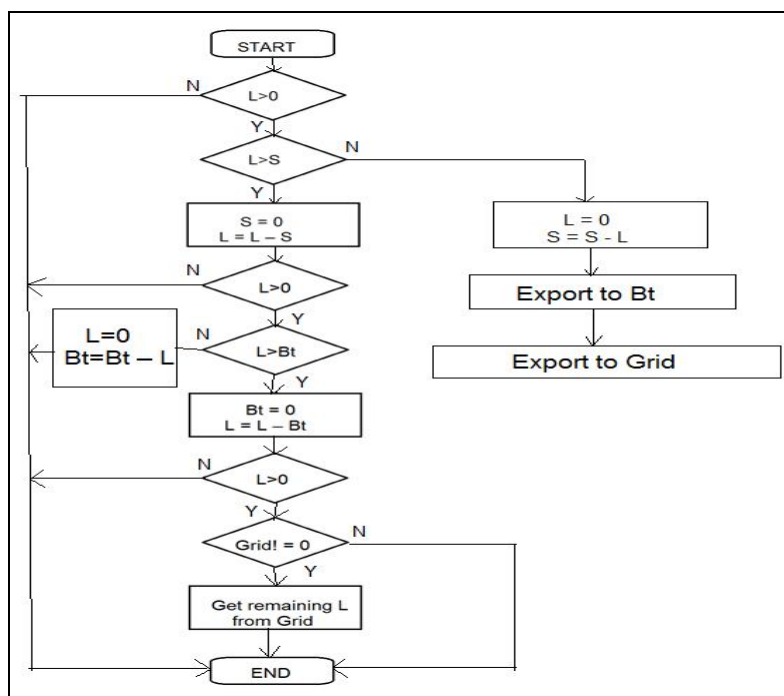 START
N
L>0
Y
N
L>S
Y
S = 0
L = L – S
L = 0
S = S - L
N
L>0
Export to Bt
Y
L=0
Bt=Bt – L
N
L>Bt
Export to Grid
Y
Bt = 0
L = L – Bt
N
L>0
Y
N
Grid! = 0
Y
Get remaining L
from Grid
END